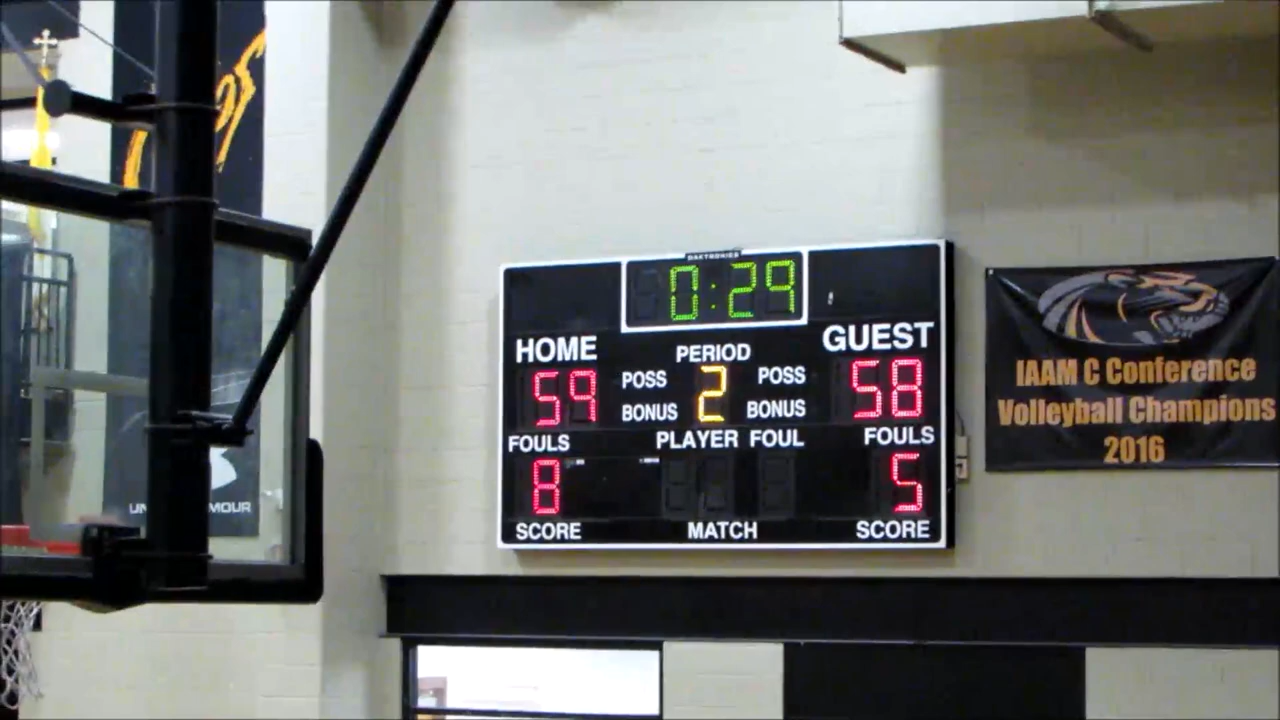 DAKTRONICS
0:29
HOME
PERIOD
GUEST
59
POSS
2
POSS
58
BONUS
BONUS
FOULS
PLAYER FOUL
FOULS
8
5
SCORE
MATCH
SCORE
IAAM C Conference
Volleyball Champions
2016